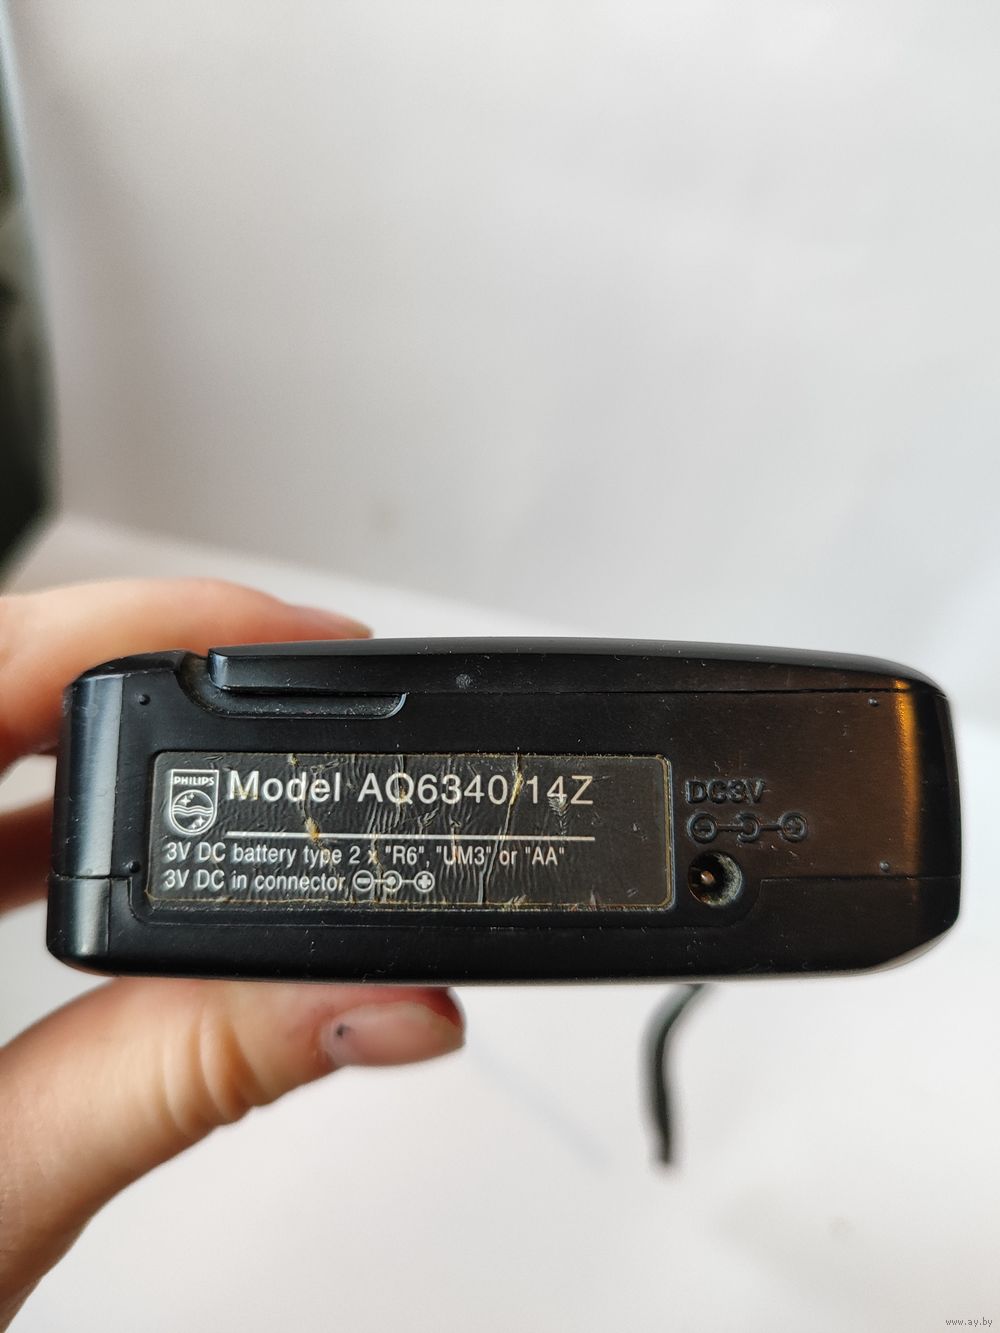 PHILIPS
Model AQ6340/14Z
3V DC battery type 2 x "R6", "UM3" or "AA"
3V DC in connector
DC3V
www.ay.by